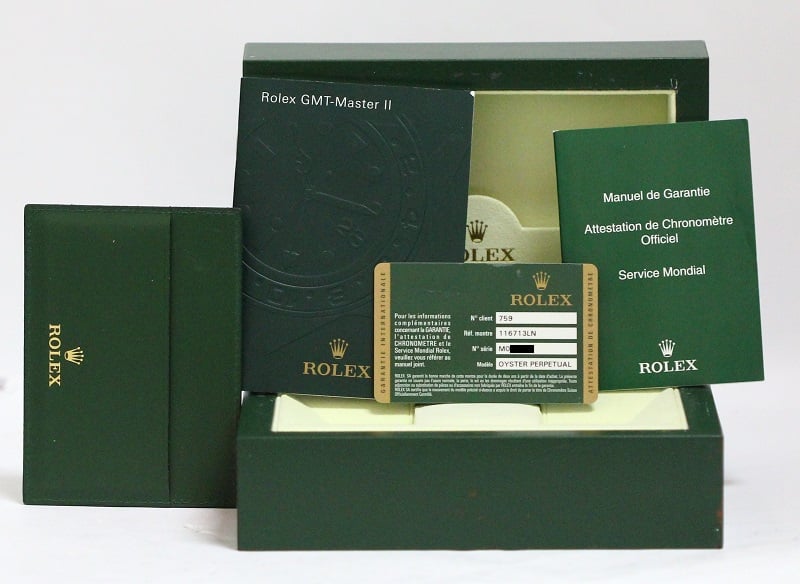 Rolex GMT-Master II
ROLEX
ROLEX
ROLEX
Manuel de Garantie
Attestation de Chronomètre
Officiel
Service Mondial
ROLEX
GARANTIE INTERNATIONALE
Pour les informations
complémentaires
concernant la GARANTIE,
l'attestation de
CHRONOMETRE et le
Service Mondial Rolex,
veuillez vous référer au
manuel joint.
ROLEX
N° client 759
Réf. montre 116713LN
N° série M0
Modèle OYSTER PERPETUAL
ATTESTATION DE CHRONOMETRE